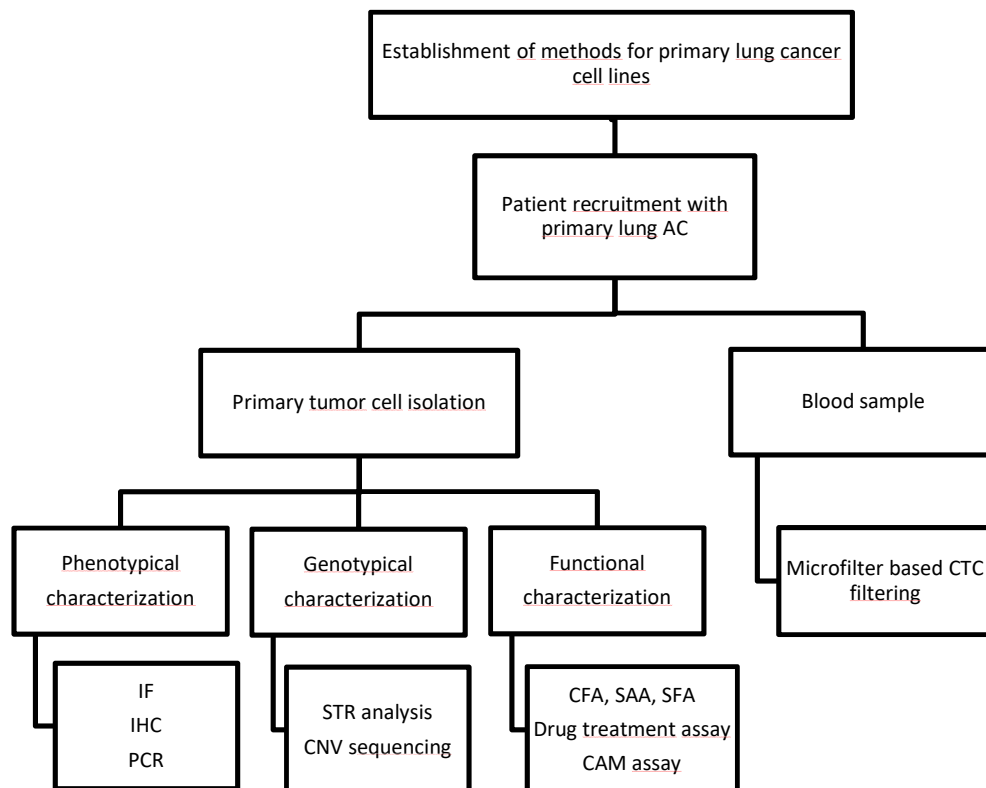 Establishment of methods for primary lung cancer
cell lines
Patient recruitment with
primary lung AC
Primary tumor cell isolation
Blood sample
Phenotypical
characterization
Genotypical
characterization
Functional
characterization
Microfilter based CTC
filtering
IF
IHC
PCR
STR analysis
CNV sequencing
CFA, SAA, SFA
Drug treatment assay
CAM assay